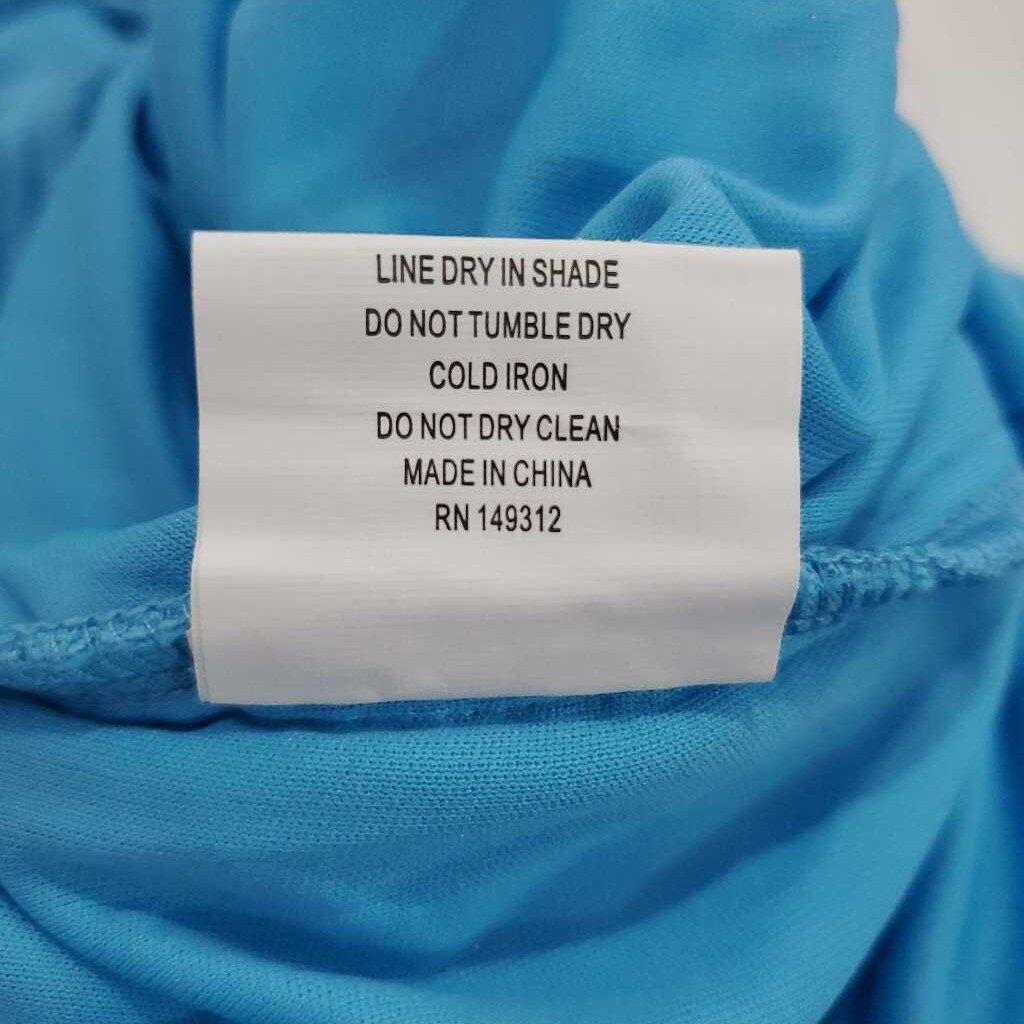 LINE DRY IN SHADE
DO NOT TUMBLE DRY
COLD IRON
DO NOT DRY CLEAN
MADE IN CHINA
RN 149312